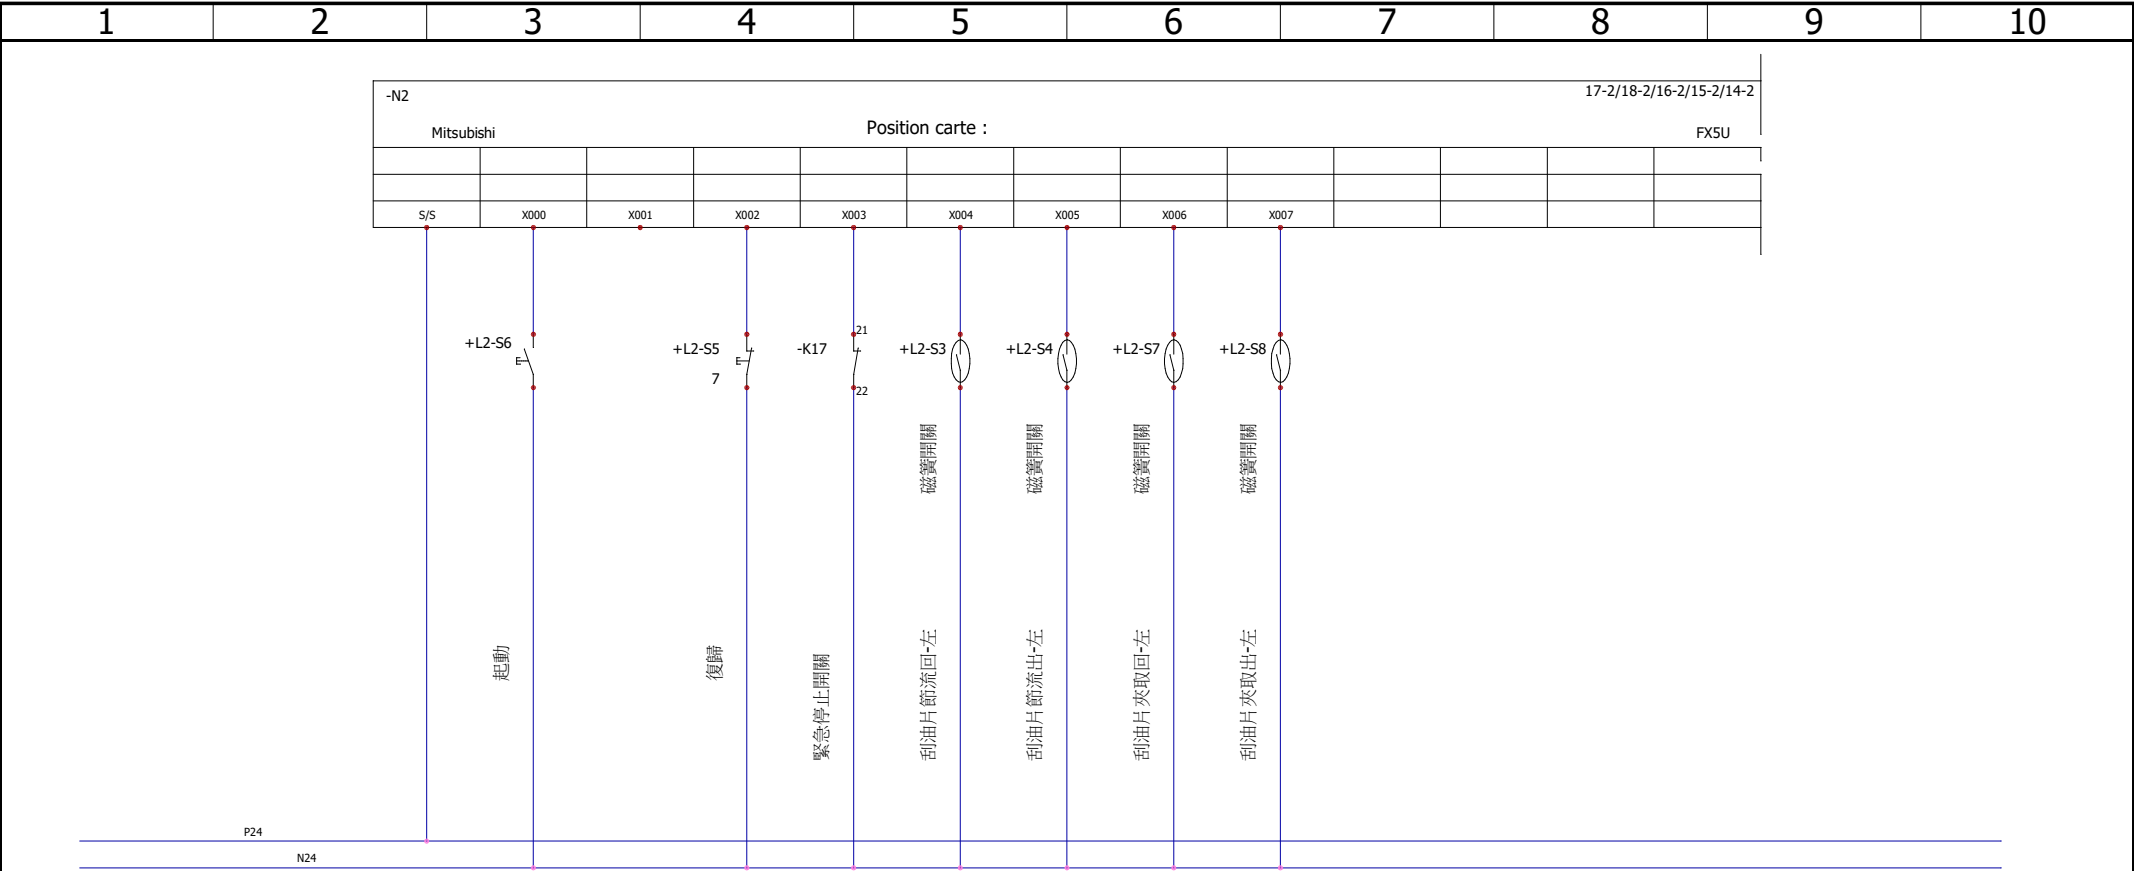 1 2 3 4 5 6 7 8 9 10
-N2 17-2/18-2/16-2/15-2/14-2
Mitsubishi Position carte : FX5U
S/S X000 X001 X002 X003 X004 X005 X006 X007
+L2-S6
+L2-S5
7
-K17
21
22
+L2-S3
+L2-S4
+L2-S7
+L2-S8
磁簧開關
磁簧開關
磁簧開關
磁簧開關
起動
復歸
緊急停止開關
刮油片節流回-左
刮油片節流出-左
刮油片夾取回-左
刮油片夾取出-左
P24
N24